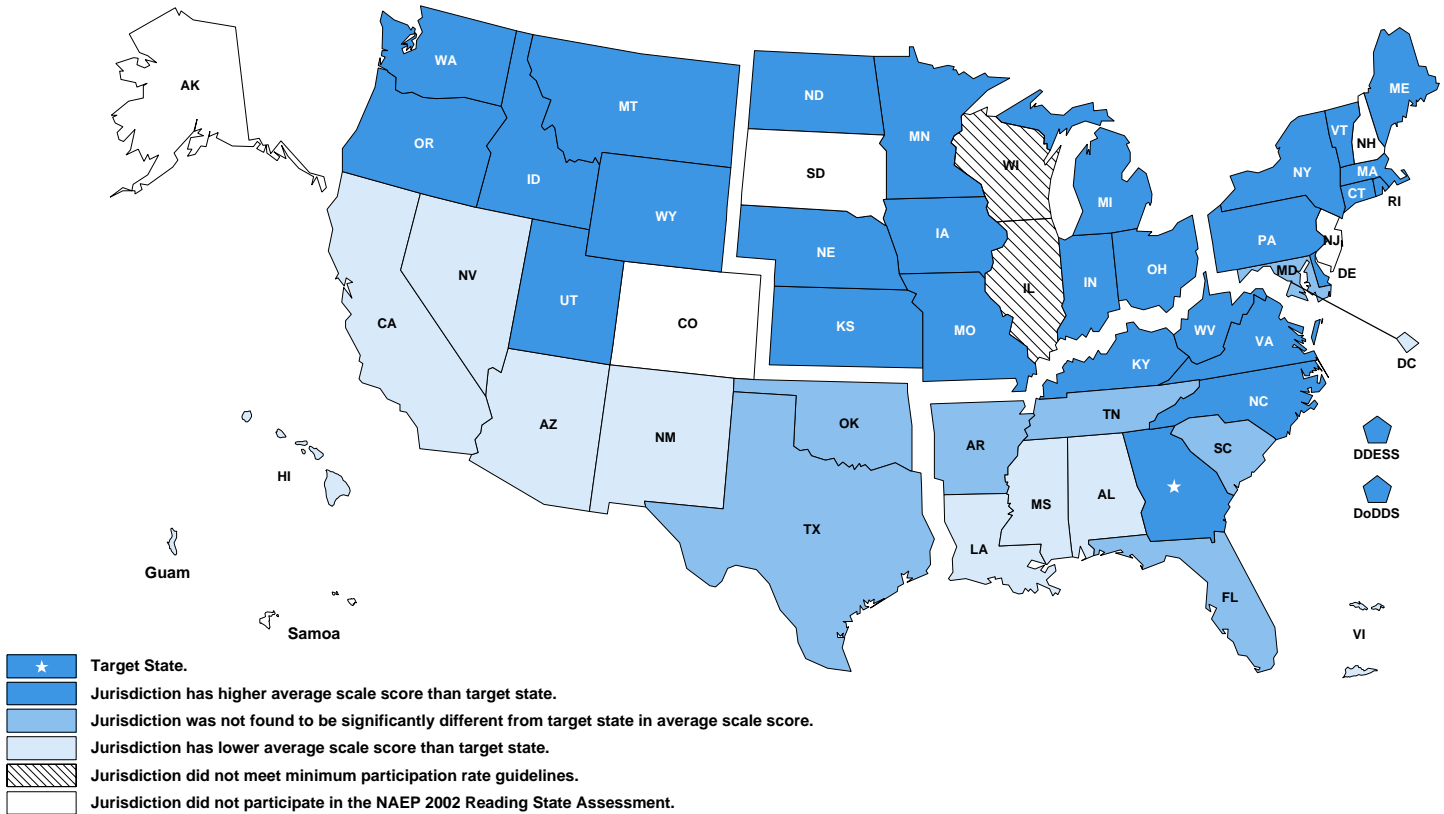 WA
AK
MT
ND
ME
MN
VT
OR
NH
WI
SD
NY
MA
ID
CT
WY
MI
RI
IA
PA
NJ
NE
OH
NV
IN
MD
DE
UT
IL
CA
CO
KS
MO
WV
VA
KY
DC
NC
TN
AZ
OK
NM
AR
SC
DDESS
HI
MS
AL
DoDDS
TX
LA
Guam
FL
Samoa
VI
Target State.
Jurisdiction has higher average scale score than target state.
Jurisdiction was not found to be significantly different from target state in average scale score.
Jurisdiction has lower average scale score than target state.
Jurisdiction did not meet minimum participation rate guidelines.
Jurisdiction did not participate in the NAEP 2002 Reading State Assessment.